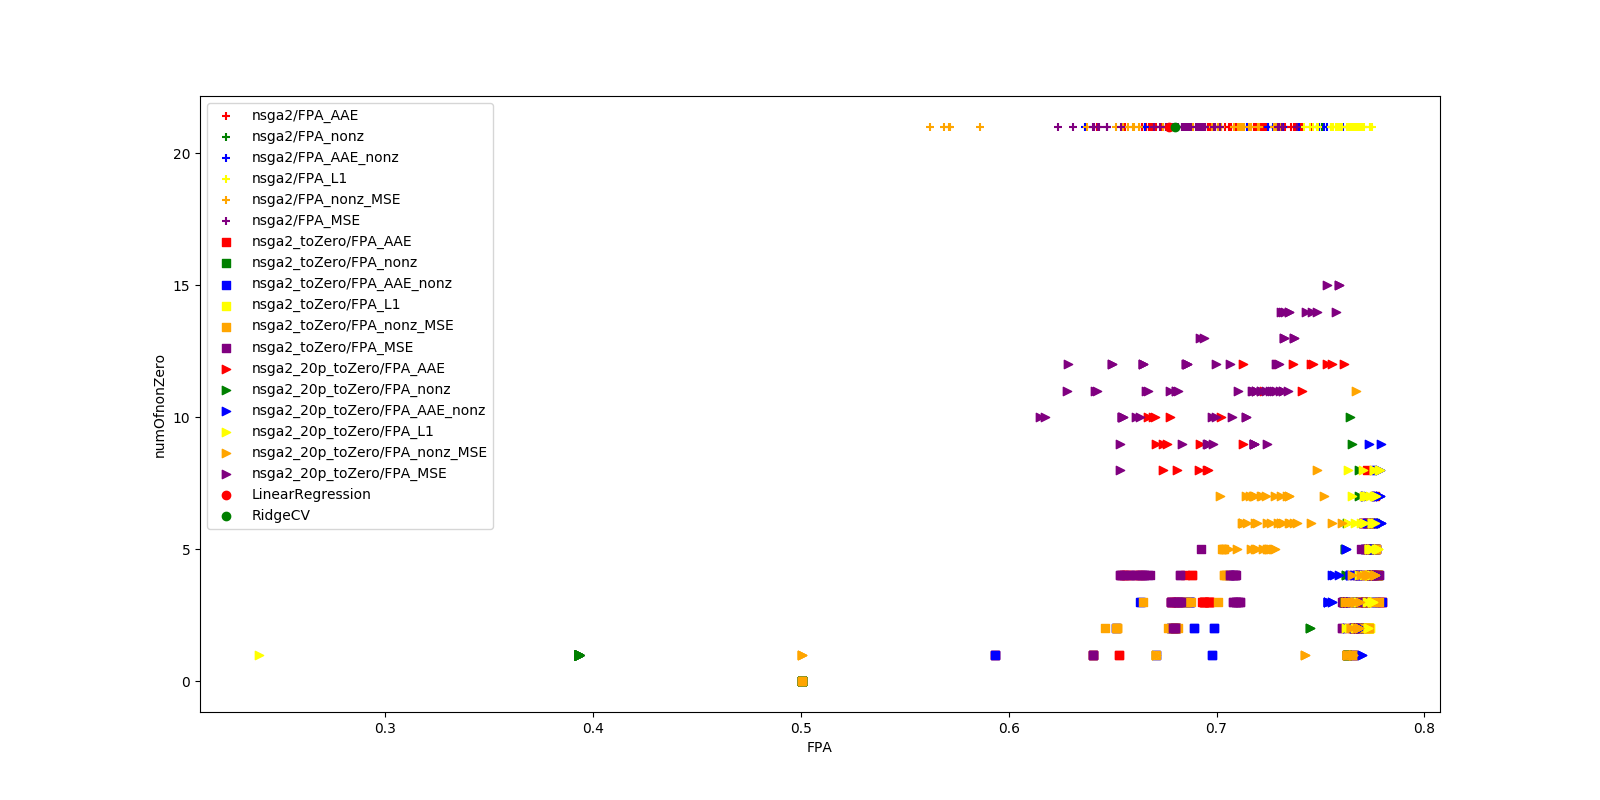 nsga2/FPA_AAE
nsga2/FPA_nonz
nsga2/FPA_AAE_nonz
nsga2/FPA_L1
nsga2/FPA_nonz_MSE
nsga2/FPA_MSE
nsga2_toZero/FPA_AAE
nsga2_toZero/FPA_nonz
nsga2_toZero/FPA_AAE_nonz
nsga2_toZero/FPA_L1
nsga2_toZero/FPA_nonz_MSE
nsga2_toZero/FPA_MSE
nsga2_20p_toZero/FPA_AAE
nsga2_20p_toZero/FPA_nonz
nsga2_20p_toZero/FPA_AAE_nonz
nsga2_20p_toZero/FPA_L1
nsga2_20p_toZero/FPA_nonz_MSE
nsga2_20p_toZero/FPA_MSE
LinearRegression
RidgeCV
numOfnonZero
20
15
10
5
0
0.3 0.4 0.5 0.6 0.7 0.8
FPA